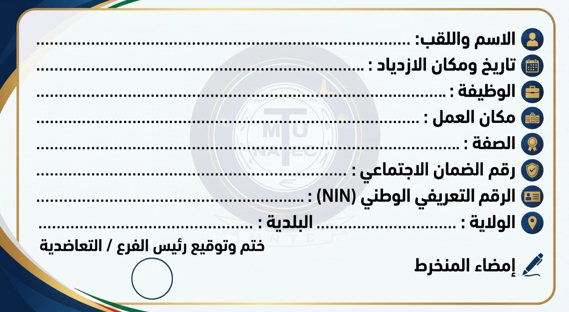 الاسم واللقب: ........................................
تاريخ ومكان الازدياد : ........................................
الوظيفة : ........................................
مكان العمل : ........................................
الصفة : ........................................
رقم الضمان الاجتماعي : ........................................
الرقم التعريفي الوطني (NIN) : ........................................
الولاية : .............................. البلدية : ........................................
ختم وتوقيع رئيس الفرع / التعاضدية
إمضاء المنخرط